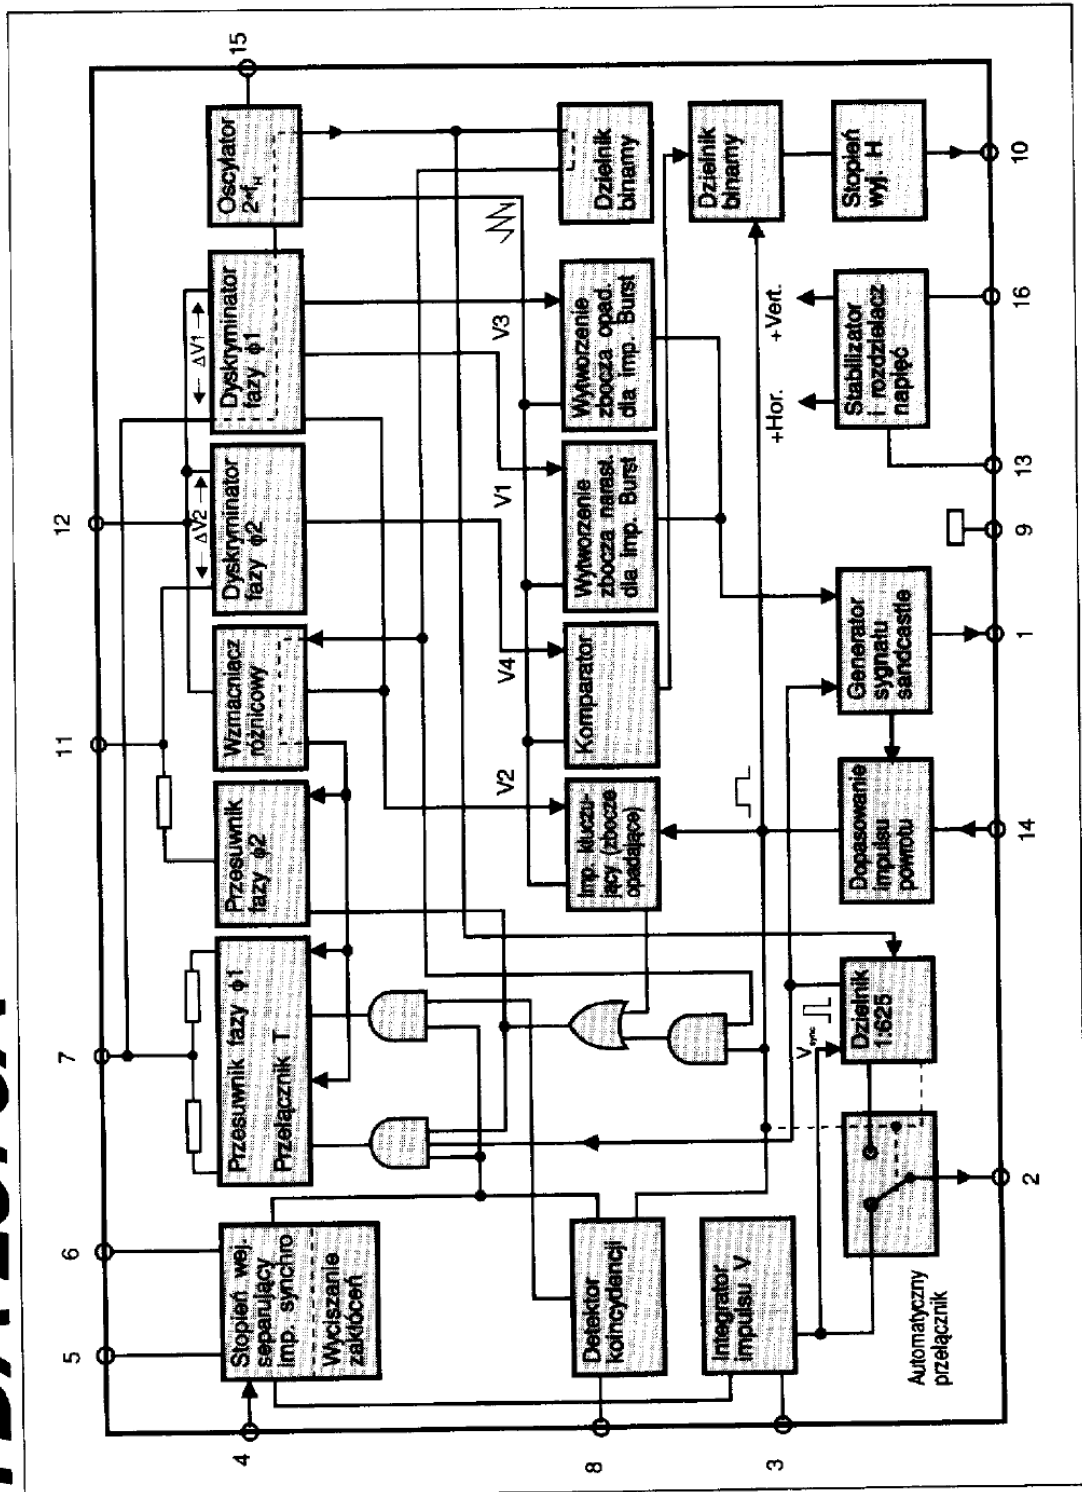 5
6
7
11
12
4
15
Stopień wej.
separujący
imp. synchro
Wyciszanie
zakłóceń
Przesuwnik fazy ϕ1
Przełącznik T
Przesuwnik
fazy ϕ2
Wzmacniacz
różnicowy
← ΔV2 →
Dyskryminator
fazy ϕ2
← ΔV1 →
Dyskryminator
fazy ϕ1
Oscylator
2*fH
V2
V4
V1
V3
8
Detektor
koincydencji
Imp. kluczu-
jący (zbocze
opadające)
Komparator
Wytworzenie
zbocza narast.
dla imp. Burst
Wytworzenie
zbocza opad.
dla imp. Burst
Dzielnik
binarny
3
Integrator
impulsu V
Vsync
+Hor.
+Vert.
Dzielnik
binarny
Automatyczny
przełącznik
Dzielnik
1:625
Dopasowanie
impulsu
powrotu
Generator
sygnału
sandcastle
Stabilizator
i rozdzielacz
napięć
Stopień
wyj. H
2
14
1
9
13
16
10